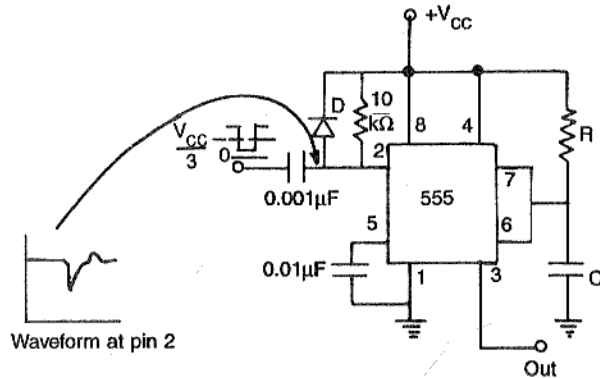 +VCC
D
10
kΩ
8
4
R
VCC
3
0
2
7
0.001μF
555
5
6
0.01μF
1
3
C
Waveform at pin 2
Out